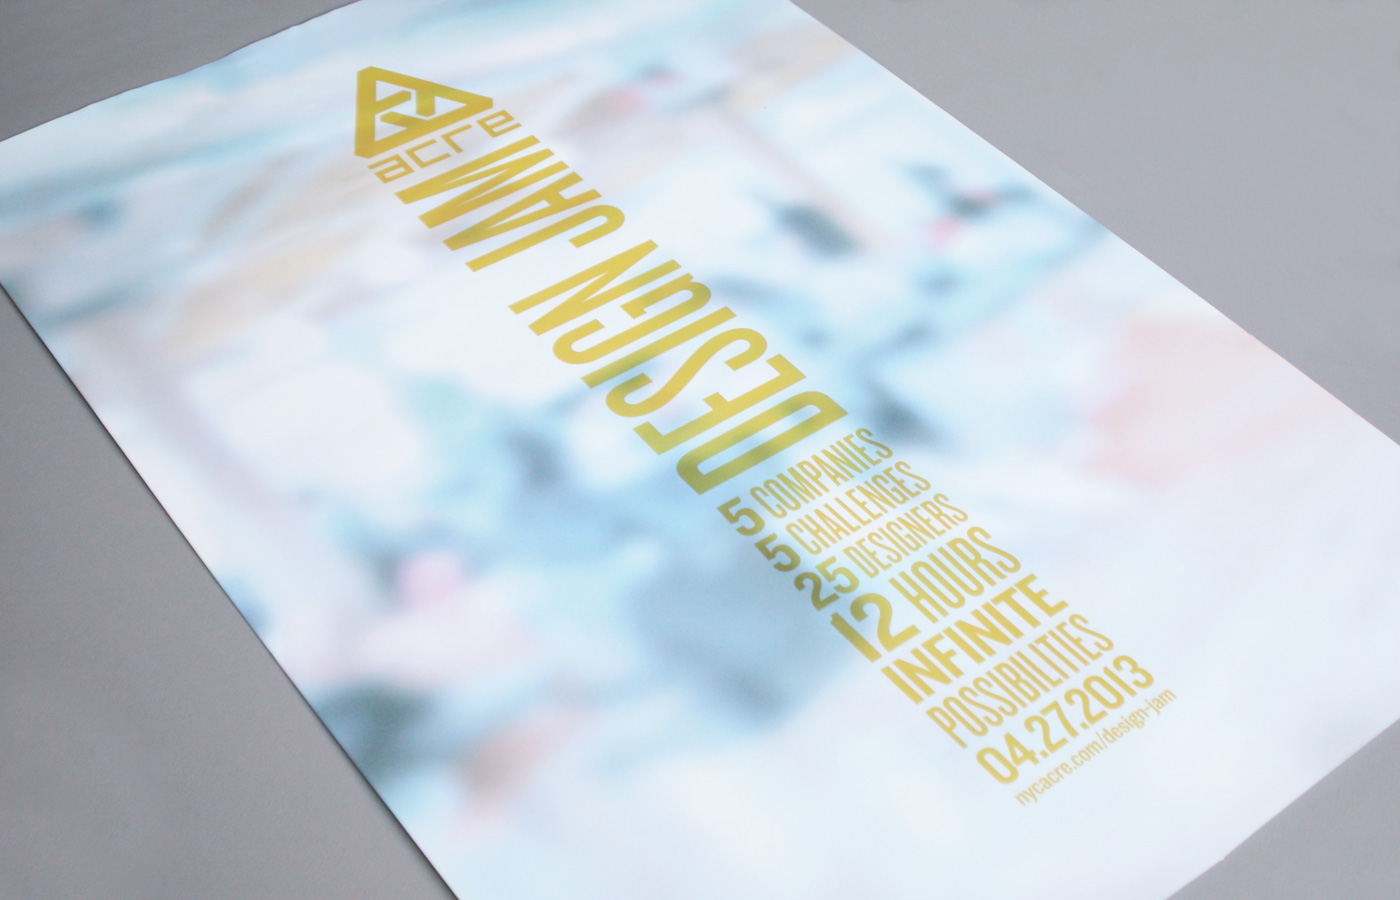 acre
DESIGN JAM
5 COMPANIES
5 CHALLENGES
25 DESIGNERS
12 HOURS
INFINITE
POSSIBILITIES
04.27.2013
nycacre.com/design-jam